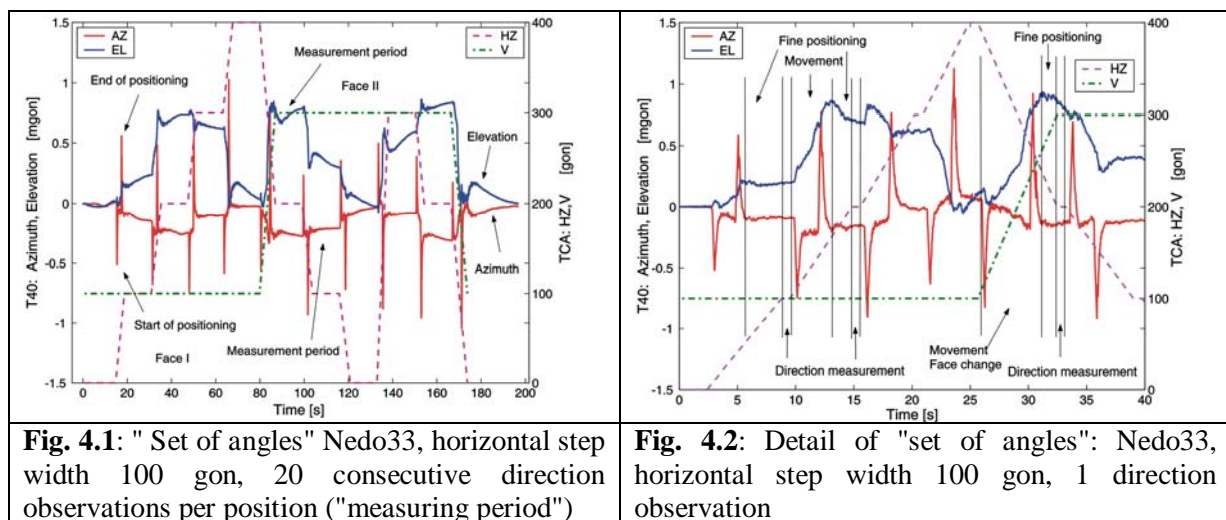 AZ
EL
HZ
V
Measurement period
Face II
End of positioning
Elevation
Azimuth
Start of positioning
Face I
Measurement period
T40: Azimuth, Elevation [mgon]
TCA: HZ,V [gon]
1.5
1
0.5
0
-0.5
-1
-1.5
400
300
200
100
0
0 20 40 60 80 100 120 140 160 180 200
Time [s]
Fig. 4.1: " Set of angles" Nedo33, horizontal step
width 100 gon, 20 consecutive direction
observations per position ("measuring period")
AZ
EL
Fine positioning
Movement
Fine positioning
HZ
V
Movement
Face change
Direction measurement
Direction measurement
T40: Azimuth, Elevation [mgon]
TCA: HZ,V [gon]
1.5
1
0.5
0
-0.5
-1
-1.5
400
300
200
100
0
0 5 10 15 20 25 30 35 40
Time [s]
Fig. 4.2: Detail of "set of angles": Nedo33,
horizontal step width 100 gon, 1 direction
observation